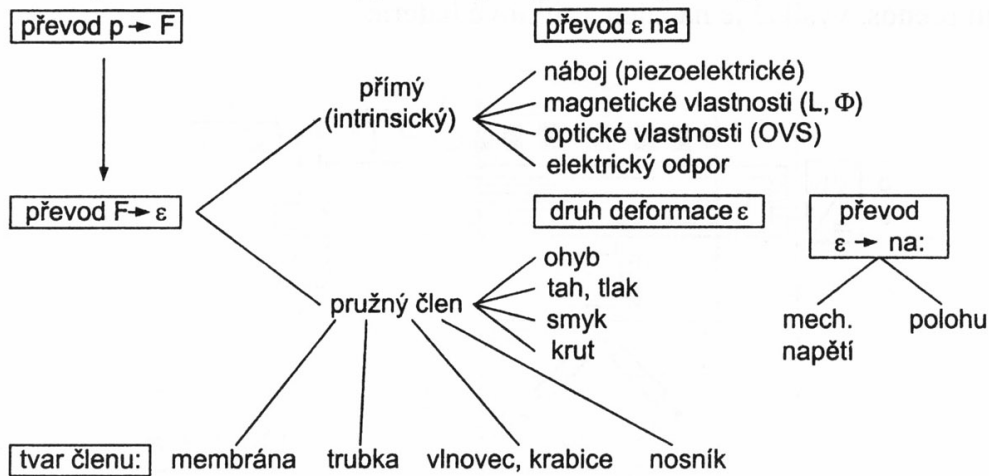 převod p → F
převod ε na
přímý
(intrinsický)
náboj (piezoelektrické)
magnetické vlastnosti (L, Φ)
optické vlastnosti (OVS)
elektrický odpor
převod F → ε
druh deformace ε
převod
ε → na:
pružný člen
ohyb
tah, tlak
smyk
krut
mech.
napětí
polohu
tvar členu:
membrána
trubka
vlnovec, krabice
nosník